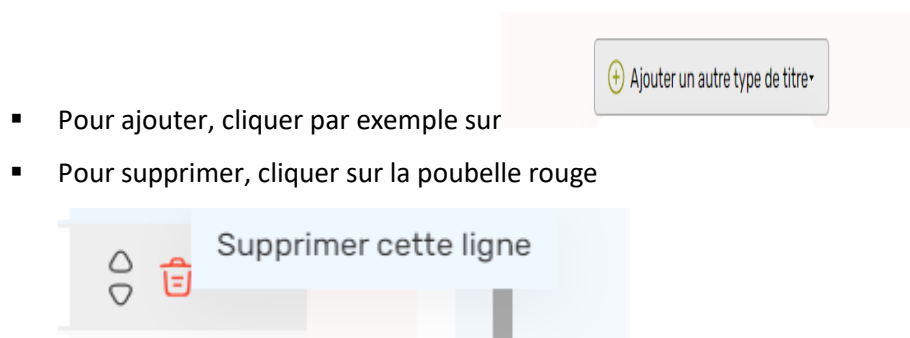 Ajouter un autre type de titre
▪ Pour ajouter, cliquer par exemple sur
▪ Pour supprimer, cliquer sur la poubelle rouge
Supprimer cette ligne